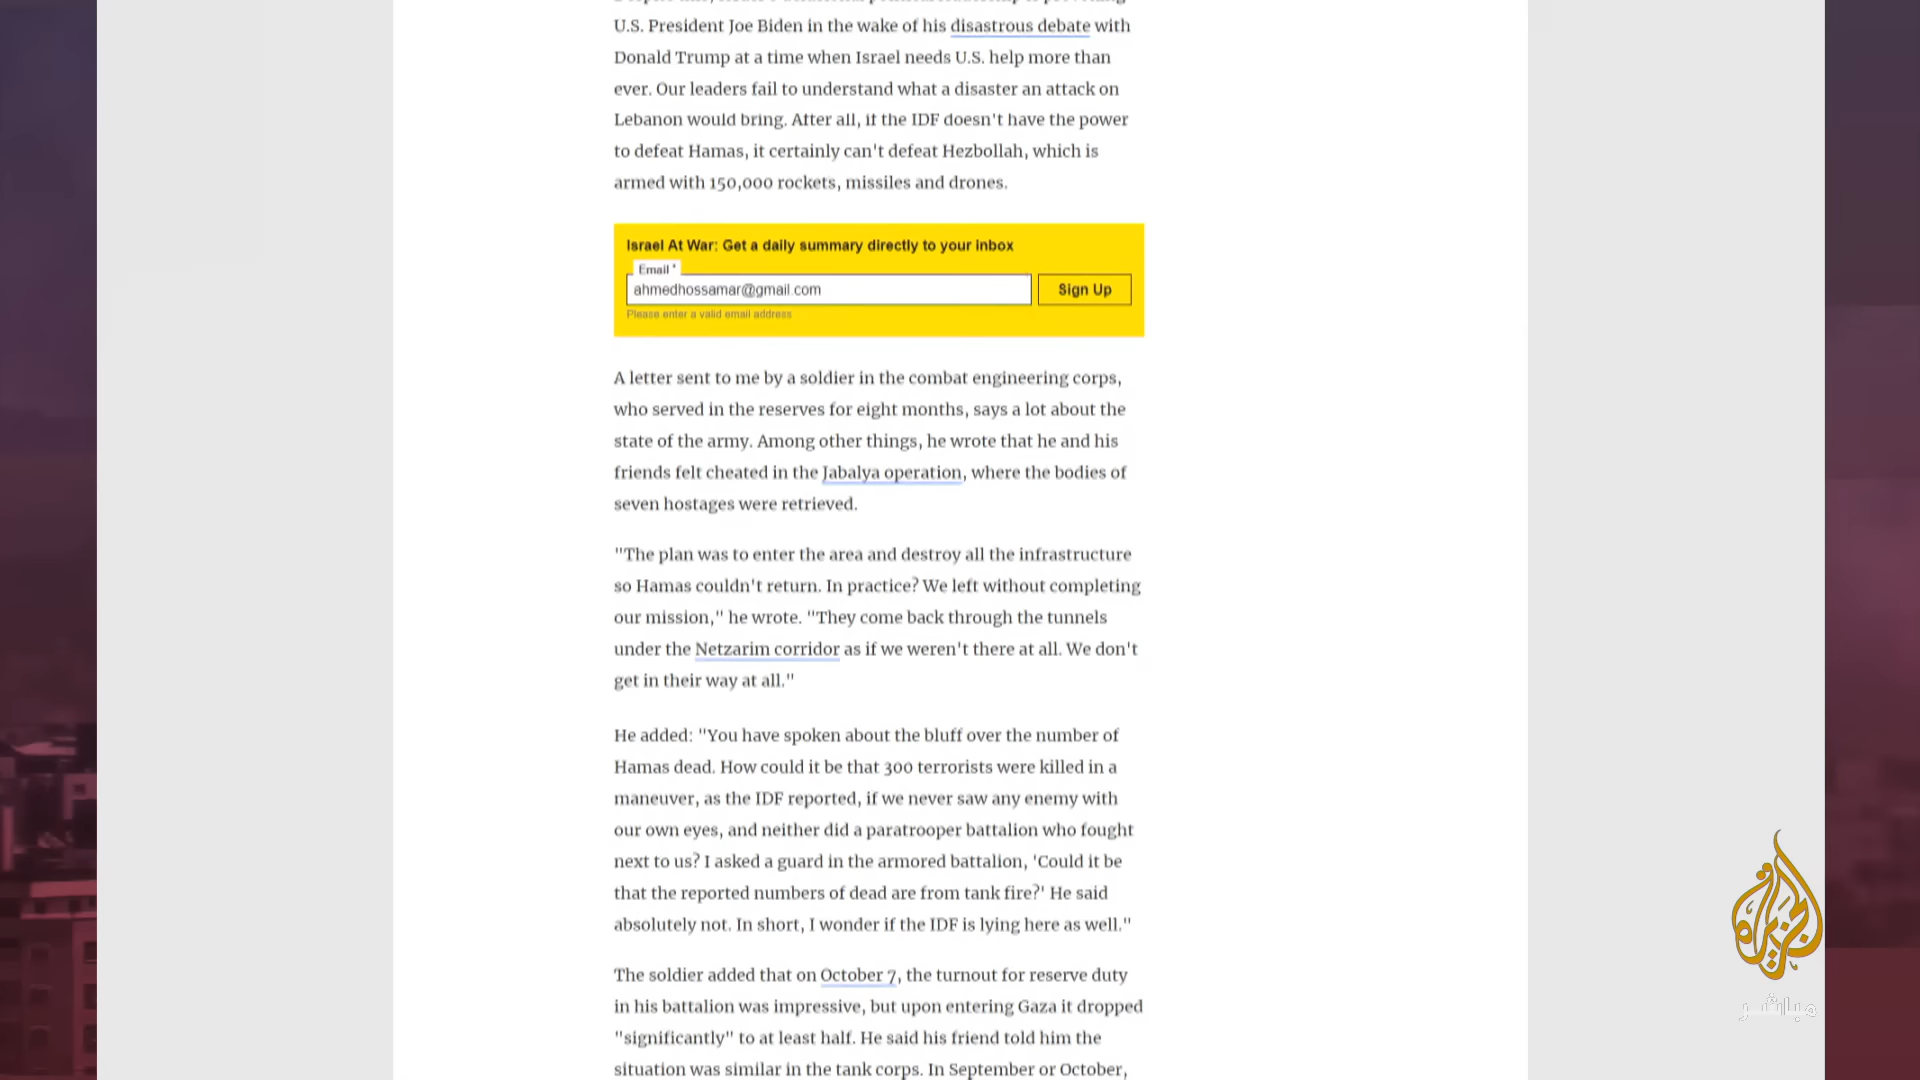 U.S. President Joe Biden in the wake of his disastrous debate with
Donald Trump at a time when Israel needs U.S. help more than
ever. Our leaders fail to understand what a disaster an attack on
Lebanon would bring. After all, if the IDF doesn't have the power
to defeat Hamas, it certainly can't defeat Hezbollah, which is
armed with 150,000 rockets, missiles and drones.
Israel At War: Get a daily summary directly to your inbox
Email *
ahmedhossamar@gmail.com
Sign Up
Please enter a valid email address
A letter sent to me by a soldier in the combat engineering corps,
who served in the reserves for eight months, says a lot about the
state of the army. Among other things, he wrote that he and his
friends felt cheated in the Jabalya operation, where the bodies of
seven hostages were retrieved.
"The plan was to enter the area and destroy all the infrastructure
so Hamas couldn't return. In practice? We left without completing
our mission," he wrote. "They come back through the tunnels
under the Netzarim corridor as if we weren't there at all. We don't
get in their way at all."
He added: "You have spoken about the bluff over the number of
Hamas dead. How could it be that 300 terrorists were killed in a
maneuver, as the IDF reported, if we never saw any enemy with
our own eyes, and neither did a paratrooper battalion who fought
next to us? I asked a guard in the armored battalion, 'Could it be
that the reported numbers of dead are from tank fire?' He said
absolutely not. In short, I wonder if the IDF is lying here as well."
The soldier added that on October 7, the turnout for reserve duty
in his battalion was impressive, but upon entering Gaza it dropped
"significantly" to at least half. He said his friend told him the
situation was similar in the tank corps. In September or October,
الجزيرة
مباشر